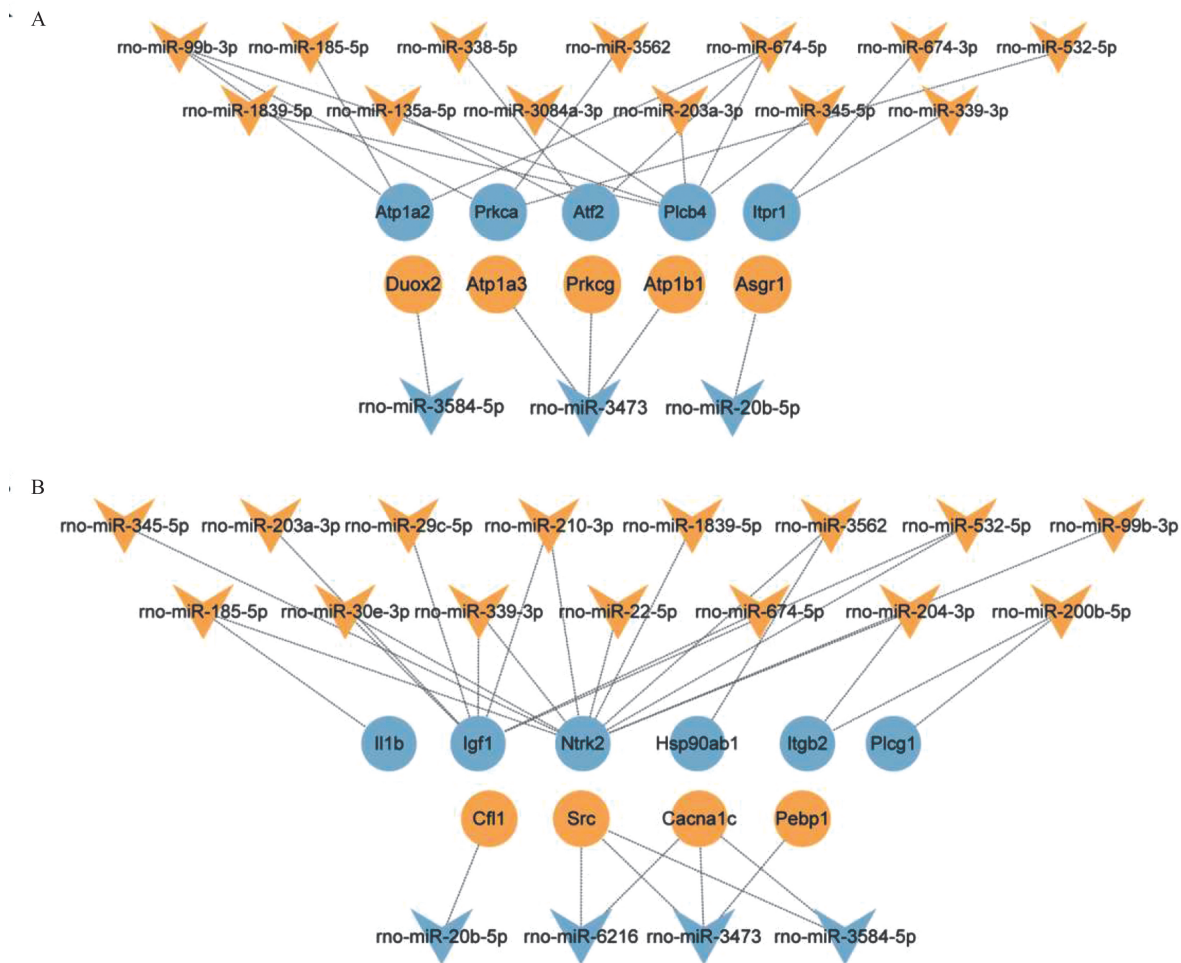 A
rno-miR-99b-3p rno-miR-185-5p rno-miR-338-5p rno-miR-3562 rno-miR-674-5p rno-miR-674-3p rno-miR-532-5p
rno-miR-1839-5p rno-miR-135a-5p rno-miR-3084a-3p rno-miR-203a-3p rno-miR-345-5p rno-miR-339-3p
Atp1a2 Prkca Atf2 Plcb4 Itpr1
Duox2 Atp1a3 Prkcg Atp1b1 Asgr1
rno-miR-3584-5p rno-miR-3473 rno-miR-20b-5p
B
rno-miR-345-5p rno-miR-203a-3p rno-miR-29c-5p rno-miR-210-3p rno-miR-1839-5p rno-miR-3562 rno-miR-532-5p rno-miR-99b-3p
rno-miR-185-5p rno-miR-30e-3p rno-miR-339-3p rno-miR-22-5p rno-miR-674-5p rno-miR-204-3p rno-miR-200b-5p
Il1b Igf1 Ntrk2 Hsp90ab1 Itgb2 Plcg1
Cfl1 Src Cacna1c Pebp1
rno-miR-20b-5p rno-miR-6216 rno-miR-3473 rno-miR-3584-5p